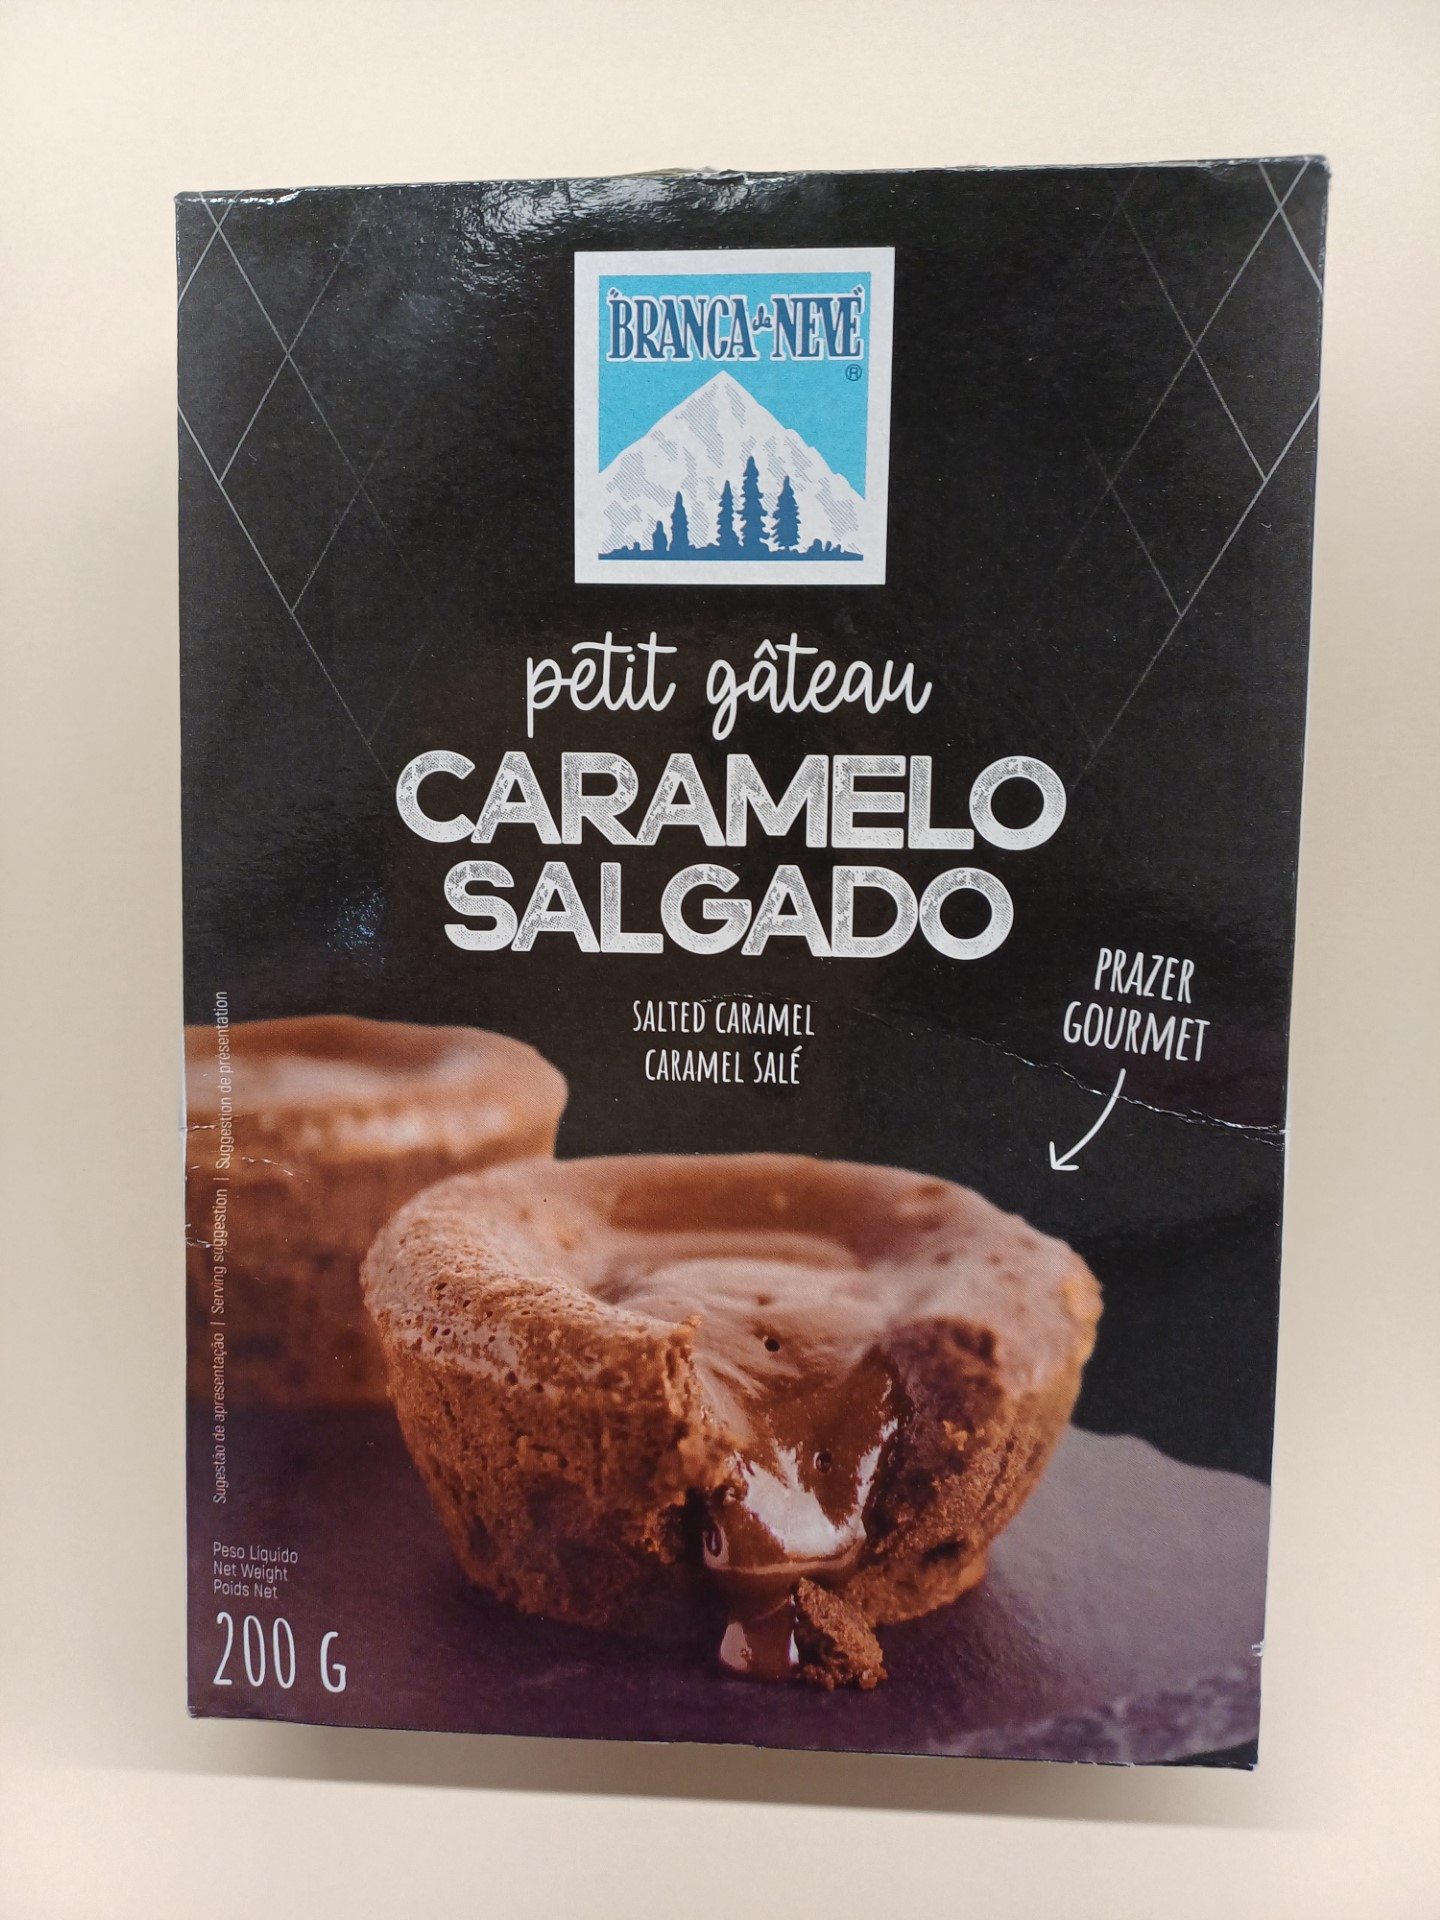 "BRANCA de NEVE"
®
petit gâteau
CARAMELO
SALGADO
SALTED CARAMEL
CARAMEL SALÉ
PRAZER
GOURMET
Sugestão de apresentação | Serving suggestion | Suggestion de présentation
Peso Líquido
Net Weight
Poids Net
200 G